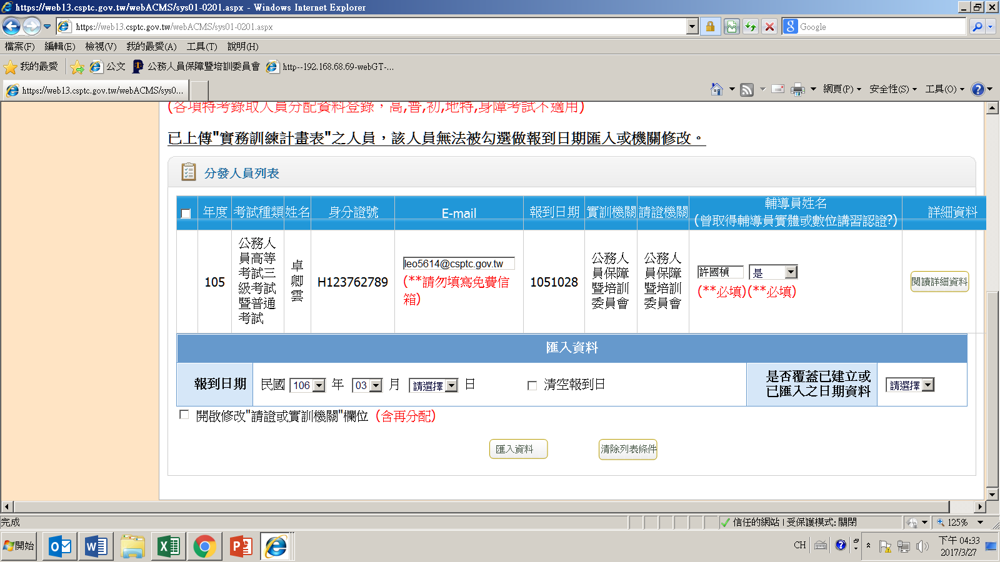 https://web13.csptc.gov.tw/webACMS/sys01-0201.aspx - Windows Internet Explorer
https://web13.csptc.gov.tw/webACMS/sys01-0201.aspx
Google
檔案(F) 編輯(E) 檢視(V) 我的最愛(A) 工具(T) 說明(H)
我的最愛 公文 公務人員保障暨培訓委員會 http--192.168.68.69-webGT-...
https://web13.csptc.gov.tw/webACMS/sys0...
網頁(P) 安全性(S) 工具(O)
(各項特考錄取人員分配資料登錄，高,普,初,地特,身障考試不適用)
已上傳"實務訓練計畫表"之人員，該人員無法被勾選做報到日期匯入或機關修改。
分發人員列表
年度 考試種類 姓名 身分證號 E-mail 報到日期 實訓機關 請證機關 輔導員姓名
(曾取得輔導員實體或數位講習認證?) 詳細資料
105
公務人
員高等
考試三
級考試
暨普通
考試
卓
卿
雲
H123762789
leo5614@csptc.gov.tw
(**請勿填寫免費信
箱)
1051028
公務人
員保障
暨培訓
委員會
公務人
員保障
暨培訓
委員會
許國楨 是
(**必填)(**必填)
閱讀詳細資料
匯入資料
報到日期 民國 106 年 03 月 請選擇 日 清空報到日
是否覆蓋已建立或
已匯入之日期資料
請選擇
開啟修改"請證或實訓機關"欄位 (含再分配)
匯入資料 清除列表條件
完成 信任的網站 | 受保護模式: 關閉 125%
開始 CH 下午 04:33
2017/3/27